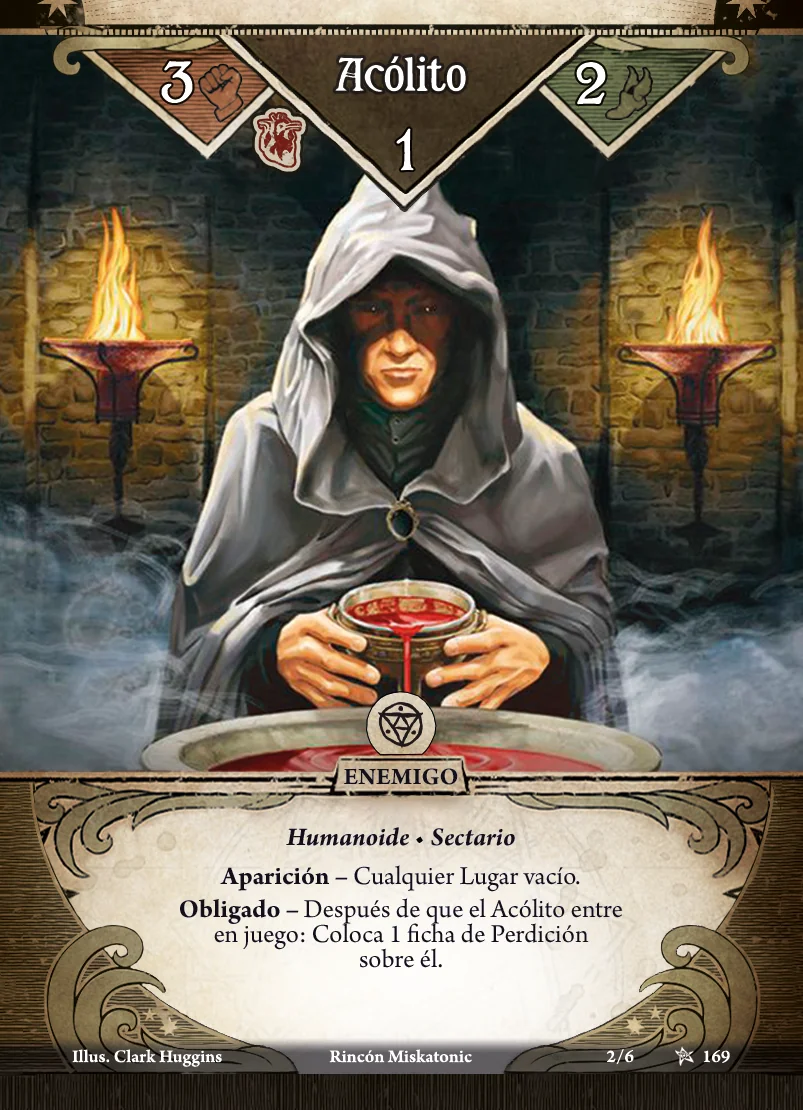 3
Acólito
2
1
ENEMIGO
Humanoide • Sectario
Aparición – Cualquier Lugar vacío.
Obligado – Después de que el Acólito entre
en juego: Coloca 1 ficha de Perdición
sobre él.
Illus. Clark Huggins Rincón Miskatonic 2/6 169